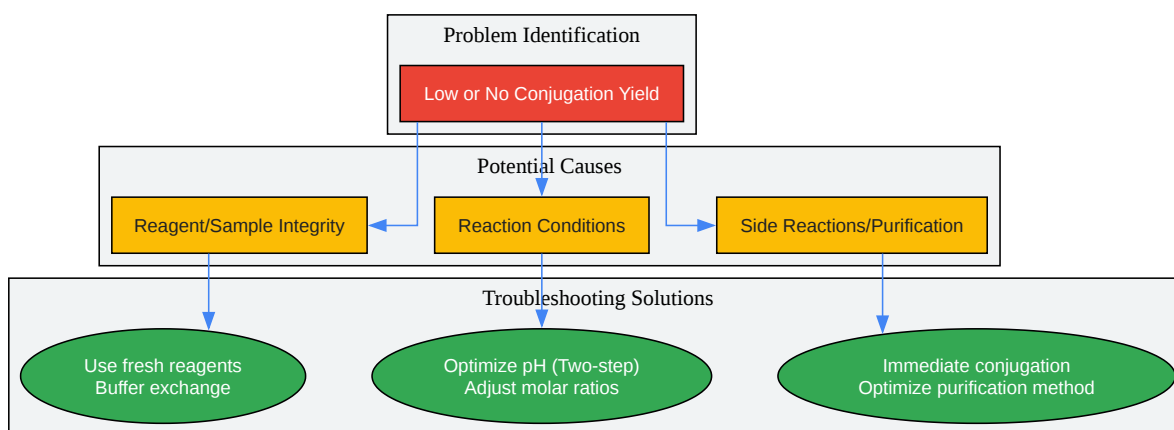 Problem Identification
Low or No Conjugation Yield
Potential Causes
Reagent/Sample Integrity
Reaction Conditions
Side Reactions/Purification
Troubleshooting Solutions
Use fresh reagents
Buffer exchange
Optimize pH (Two-step)
Adjust molar ratios
Immediate conjugation
Optimize purification method